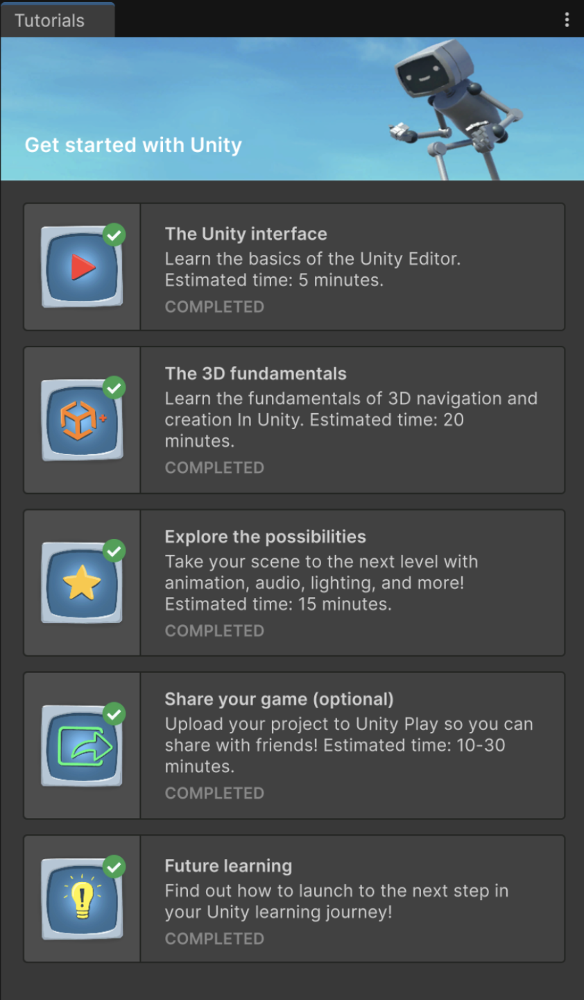 Tutorials
Get started with Unity
The Unity interface
Learn the basics of the Unity Editor.
Estimated time: 5 minutes.
COMPLETED
The 3D fundamentals
Learn the fundamentals of 3D navigation and
creation In Unity. Estimated time: 20
minutes.
COMPLETED
Explore the possibilities
Take your scene to the next level with
animation, audio, lighting, and more!
Estimated time: 15 minutes.
COMPLETED
Share your game (optional)
Upload your project to Unity Play so you can
share with friends! Estimated time: 10-30
minutes.
COMPLETED
Future learning
Find out how to launch to the next step in
your Unity learning journey!
COMPLETED